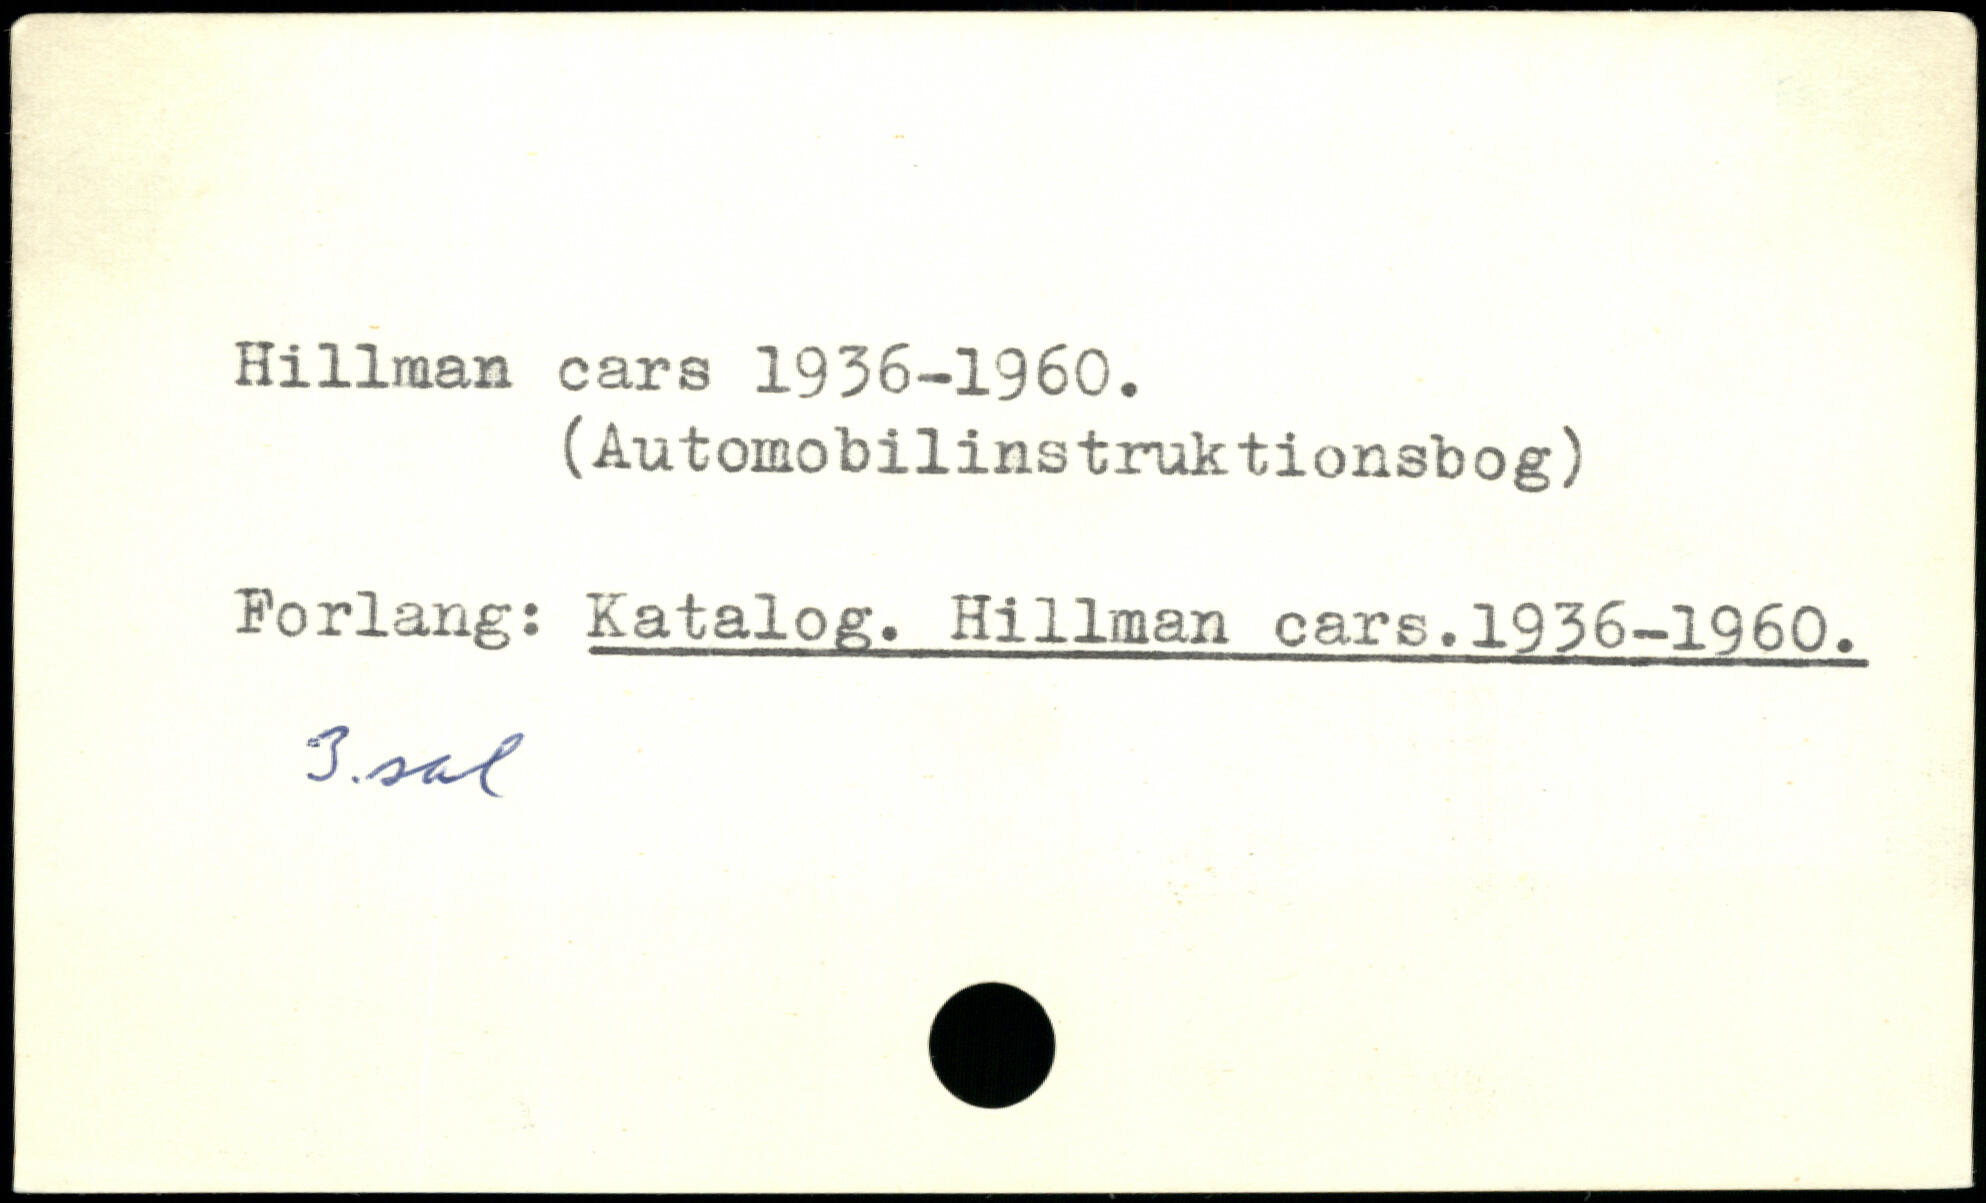 Hillman cars 1936-1960.
(Automobilinstruktionsbog)
Forlang: Katalog. Hillman cars.1936-1960.
3. sal